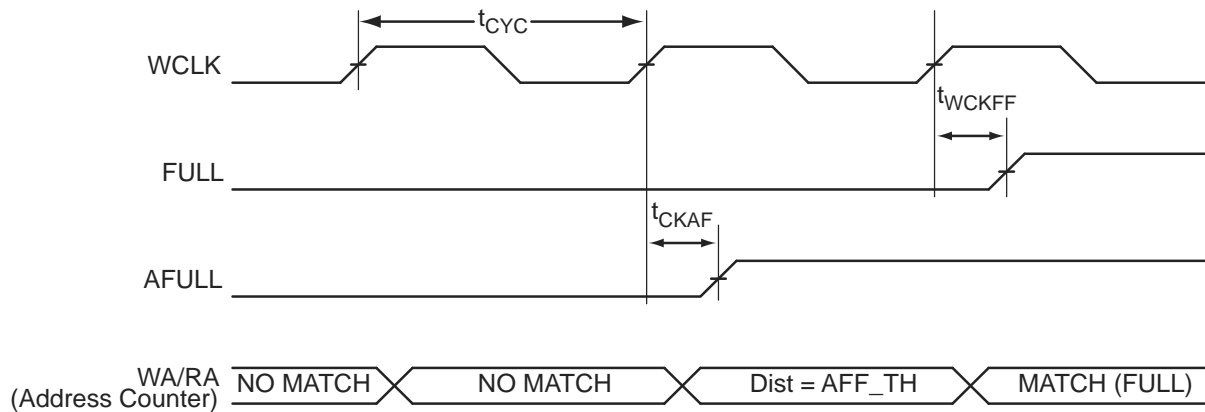 tCYC
WCLK
tWCKFF
FULL
tCKAF
AFULL
WA/RA
(Address Counter)
NO MATCH
NO MATCH
Dist = AFF_TH
MATCH (FULL)